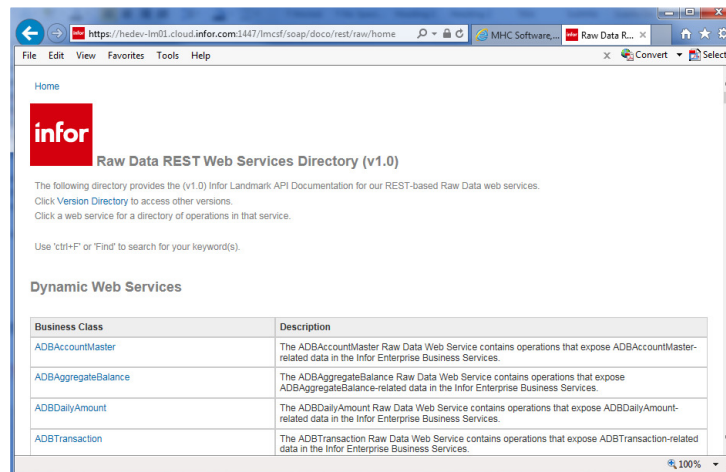 https://hedev-lm01.cloud.infor.com:1447/lmcsf/soap/doco/rest/raw/home
MHC Software,...
Raw Data R...
File Edit View Favorites Tools Help
Convert
Select
Home
infor
Raw Data REST Web Services Directory (v1.0)
The following directory provides the (v1.0) Infor Landmark API Documentation for our REST-based Raw Data web services.
Click Version Directory to access other versions.
Click a web service for a directory of operations in that service.
Use 'ctrl+F' or 'Find' to search for your keyword(s).
Dynamic Web Services
Business Class Description
ADBAccountMaster The ADBAccountMaster Raw Data Web Service contains operations that expose ADBAccountMaster-
related data in the Infor Enterprise Business Services.
ADBAggregateBalance The ADBAggregateBalance Raw Data Web Service contains operations that expose
ADBAggregateBalance-related data in the Infor Enterprise Business Services.
ADBDailyAmount The ADBDailyAmount Raw Data Web Service contains operations that expose ADBDailyAmount-
related data in the Infor Enterprise Business Services.
ADBTransaction The ADBTransaction Raw Data Web Service contains operations that expose ADBTransaction-related
data in the Infor Enterprise Business Services.
100%